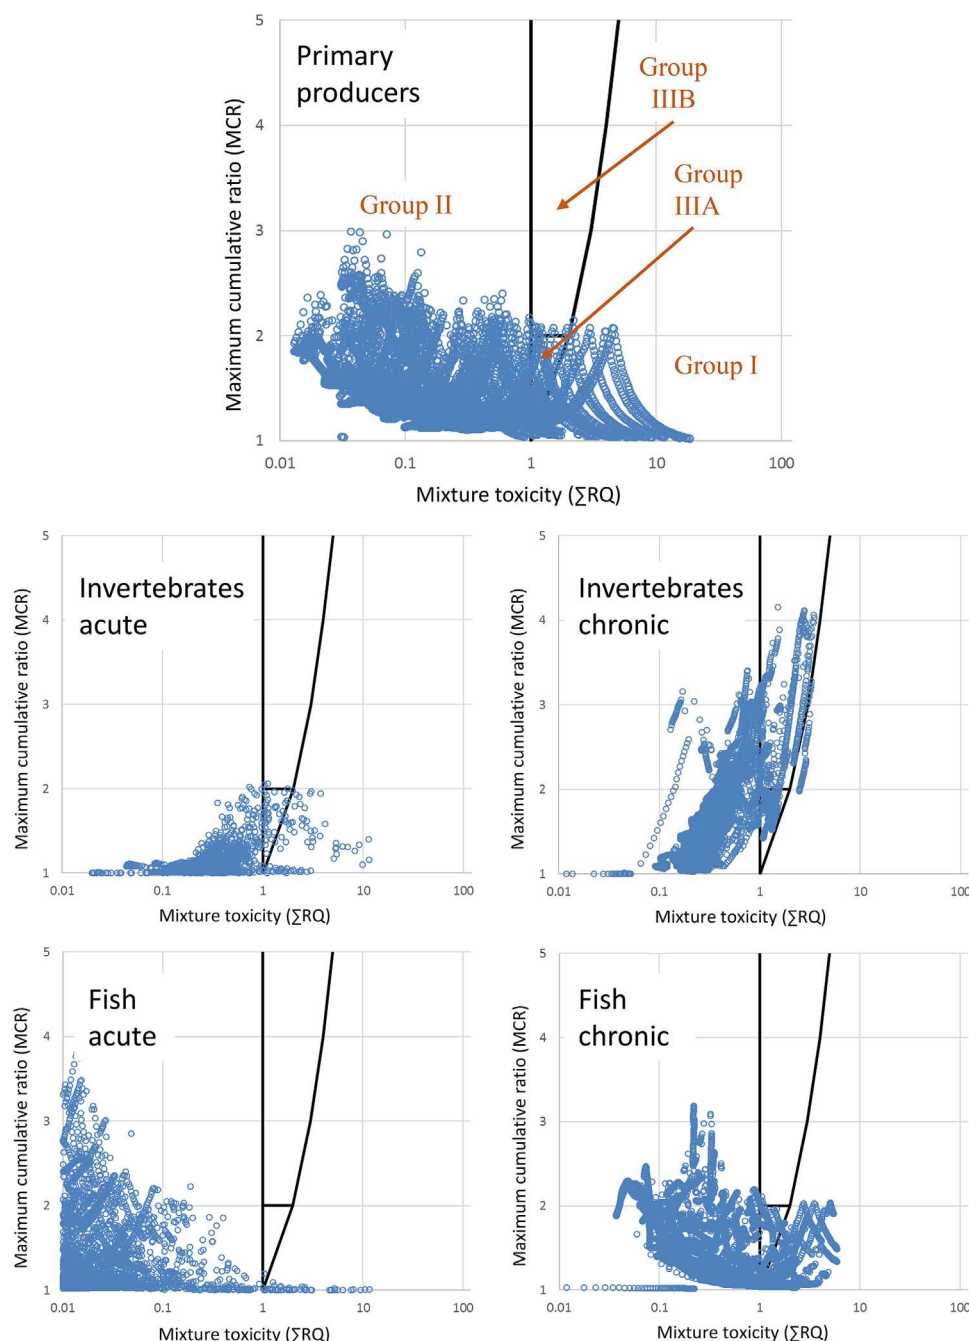 Primary
producers
Group
IIIB
Group
IIIA
Group II
Group I
Maximum cumulative ratio (MCR)
5
4
3
2
1
0.01 0.1 1 10 100
Mixture toxicity (∑RQ)
Invertebrates
acute
Maximum cumulative ratio (MCR)
5
4
3
2
1
0.01 0.1 1 10 100
Mixture toxicity (∑RQ)
Invertebrates
chronic
Maximum cumulative ratio (MCR)
5
4
3
2
1
0.01 0.1 1 10 100
Mixture toxicity (∑RQ)
Fish
acute
Maximum cumulative ratio (MCR)
5
4
3
2
1
0.01 0.1 1 10 100
Mixture toxicity (∑RQ)
Fish
chronic
Maximum cumulative ratio (MCR)
5
4
3
2
1
0.01 0.1 1 10 100
Mixture toxicity (∑RQ)